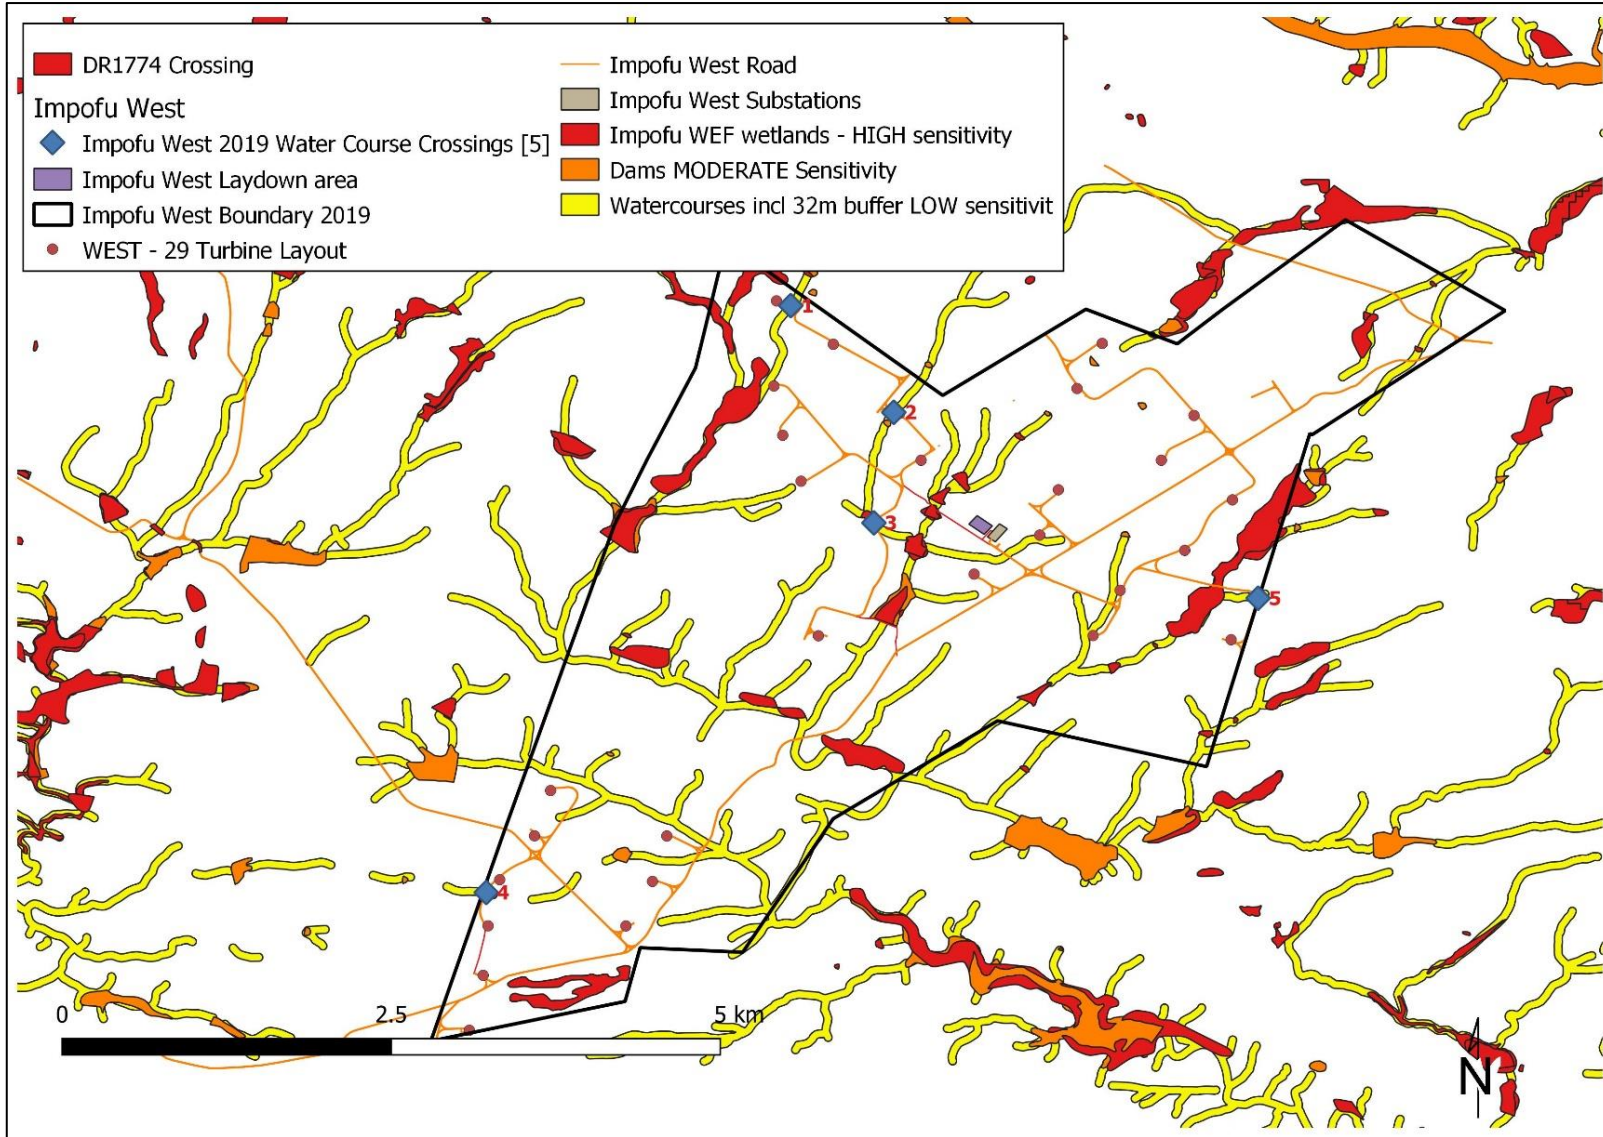 DR1774 Crossing
Impofu West
Impofu West 2019 Water Course Crossings [5]
Impofu West Laydown area
Impofu West Boundary 2019
WEST - 29 Turbine Layout
Impofu West Road
Impofu West Substations
Impofu WEF wetlands - HIGH sensitivity
Dams MODERATE Sensitivity
Watercourses incl 32m buffer LOW sensitivit
1
2
3
5
4
0 2.5 5 km
N